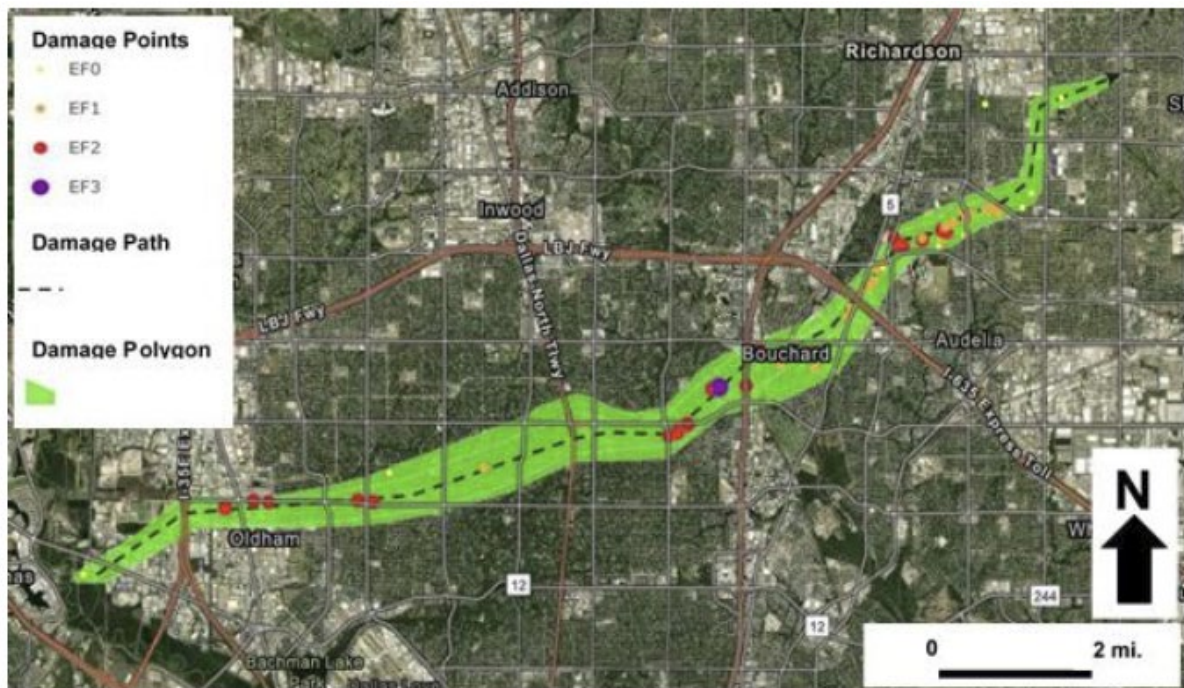 Damage Points
EF0
EF1
EF2
EF3
Damage Path
Damage Polygon
Richardson
Addison
Inwood
LBJ Fwy
LBJ Fwy
Dallas North Tlwy
5
Bouchard
Audelia
I-635 Express Toll
Oldham
12
12
244
Bachman Lake
Park
N
0 2 mi.